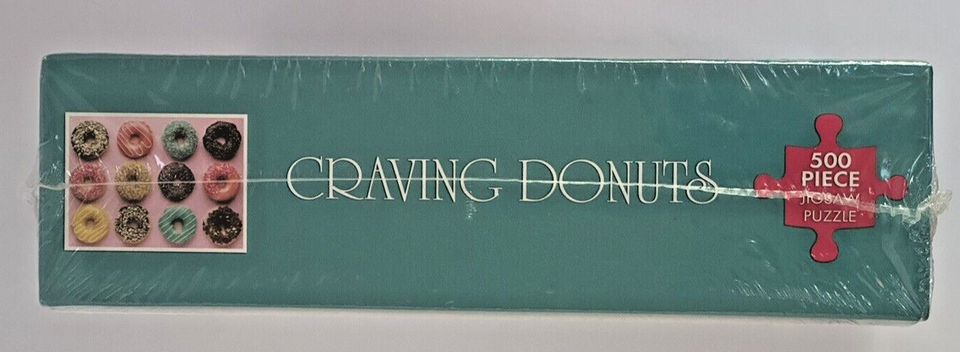 CRAVING DONUTS
500
PIECE
JIGSAW
PUZZLE